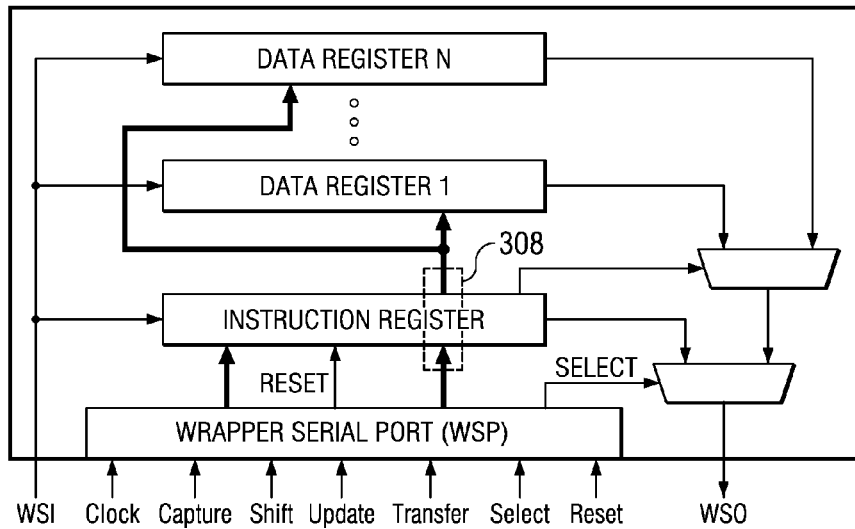 DATA REGISTER N
DATA REGISTER 1
308
INSTRUCTION REGISTER
RESET
SELECT
WRAPPER SERIAL PORT (WSP)
WSI Clock Capture Shift Update Transfer Select Reset WSO